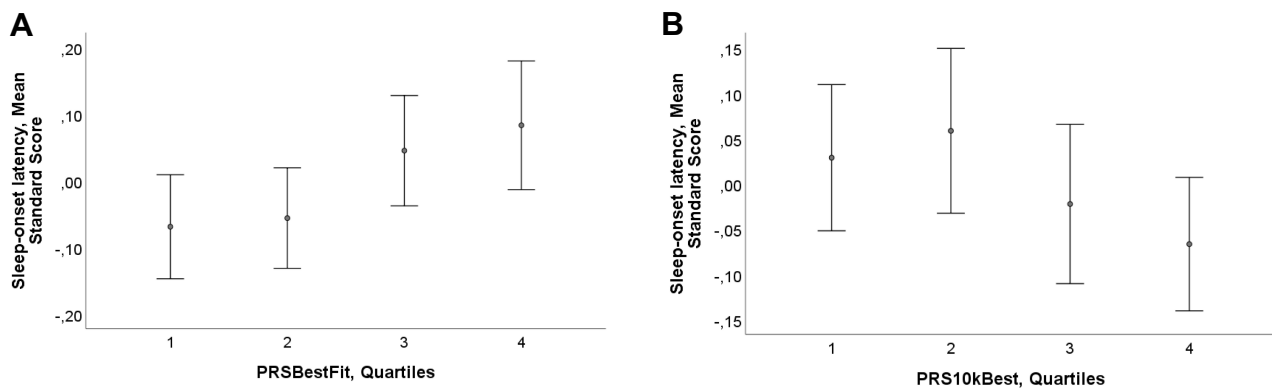 A
Sleep-onset latency, Mean
Standard Score
,20
,10
,00
-,10
-,20
1 2 3 4
PRSBestFit, Quartiles
B
Sleep-onset latency, Mean
Standard Score
,15
,10
,05
,00
-,05
-,10
-,15
1 2 3 4
PRS10kBest, Quartiles